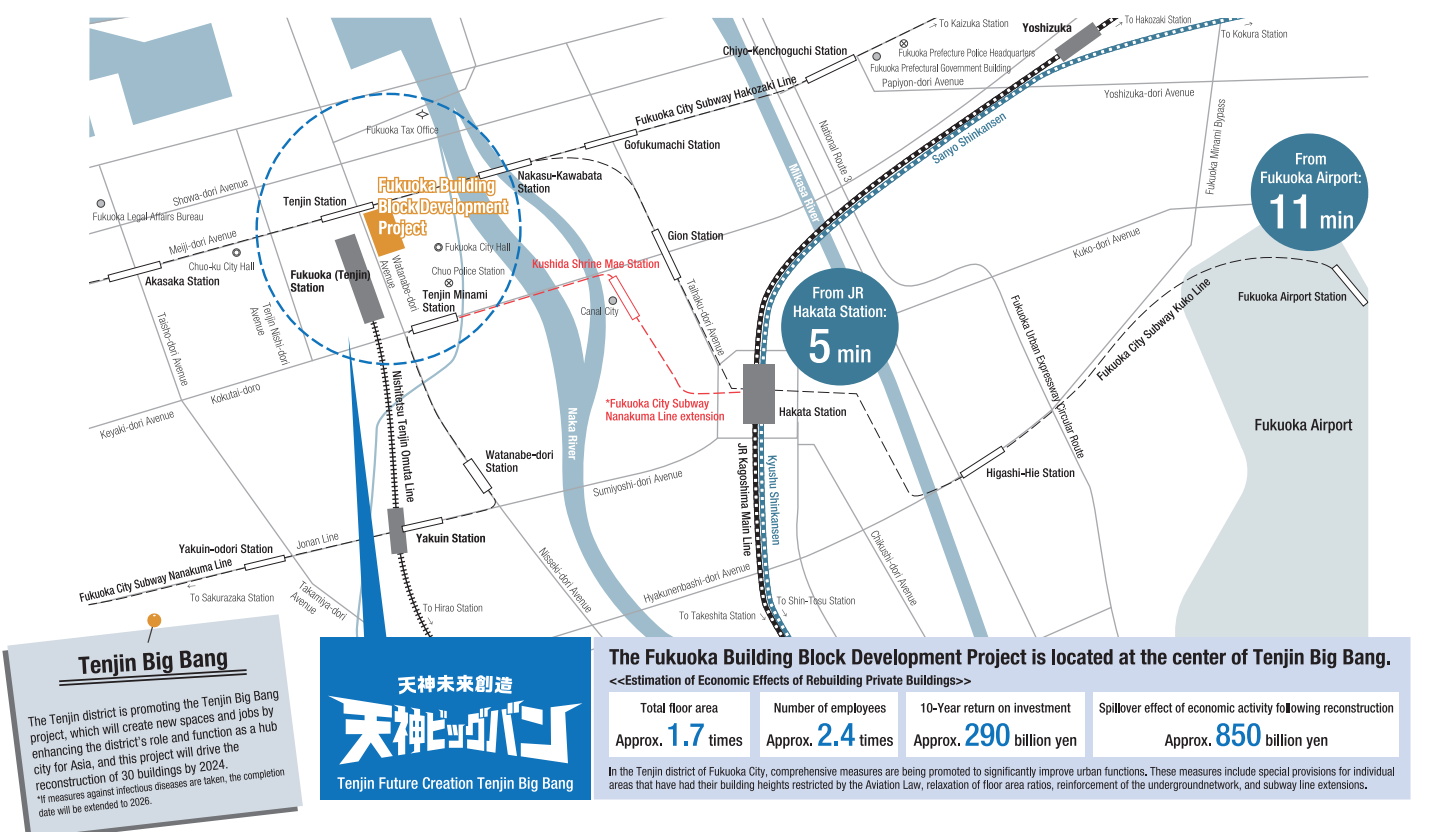 To Kaizuka Station
Yoshizuka
To Hakozaki Station
To Kokura Station
Chiyo-Kenchoguchi Station
Fukuoka Prefecture Police Headquarters
Fukuoka Prefectural Government Building
Papiyon-dori Avenue
Yoshizuka-dori Avenue
Fukuoka City Subway Hakozaki Line
Fukuoka Tax Office
Gofukumachi Station
National Route 3
Mikasa River
Sanyo Shinkansen
Fukuoka Minami Bypass
From
Fukuoka Airport:
11 min
Nakasu-Kawabata
Station
Fukuoka Building
Block Development
Project
Showa-dori Avenue
Tenjin Station
Fukuoka Legal Affairs Bureau
Meiji-dori Avenue
Chuo-ku City Hall
Akasaka Station
Fukuoka (Tenjin)
Station
Watanabe-dori
Avenue
Fukuoka City Hall
Chuo Police Station
Tenjin Minami
Station
Kushida Shrine Mae Station
Canal City
Gion Station
Taihaku-dori Avenue
Kuko-dori Avenue
From JR
Hakata Station:
5 min
Fukuoka Airport Station
Fukuoka City Subway Kuko Line
Fukuoka Urban Expressway Circular Route
Taisho-dori Avenue
Tenjin Nishi-dori
Avenue
Kokutai-doro
Keyaki-dori Avenue
Nishitetsu Tenjin Omuta Line
Naka River
*Fukuoka City Subway
Nanakuma Line extension
Hakata Station
Fukuoka Airport
Watanabe-dori
Station
Sumiyoshi-dori Avenue
JR Kagoshima Main Line
Kyushu Shinkansen
Higashi-Hie Station
Yakuin Station
Jonan Line
Yakuin-odori Station
Fukuoka City Subway Nanakuma Line
To Sakurazaka Station
Takamiya-dori
Avenue
To Hirao Station
Nisseki-dori Avenue
Hyakunenbashi-dori Avenue
Chikushi-dori Avenue
To Takeshita Station
To Shin-Tosu Station
Tenjin Big Bang
The Tenjin district is promoting the Tenjin Big Bang
project, which will create new spaces and jobs by
enhancing the district's role and function as a hub
city for Asia, and this project will drive the
reconstruction of 30 buildings by 2024.
*If measures against infectious diseases are taken, the completion
date will be extended to 2026.
天神未来創造
天神ビッグバン
Tenjin Future Creation Tenjin Big Bang
The Fukuoka Building Block Development Project is located at the center of Tenjin Big Bang.
<<Estimation of Economic Effects of Rebuilding Private Buildings>>
Total floor area
Approx. 1.7 times
Number of employees
Approx. 2.4 times
10-Year return on investment
Approx. 290 billion yen
Spillover effect of economic activity following reconstruction
Approx. 850 billion yen
In the Tenjin district of Fukuoka City, comprehensive measures are being promoted to significantly improve urban functions. These measures include special provisions for individual
areas that have had their building heights restricted by the Aviation Law, relaxation of floor area ratios, reinforcement of the undergroundnetwork, and subway line extensions.